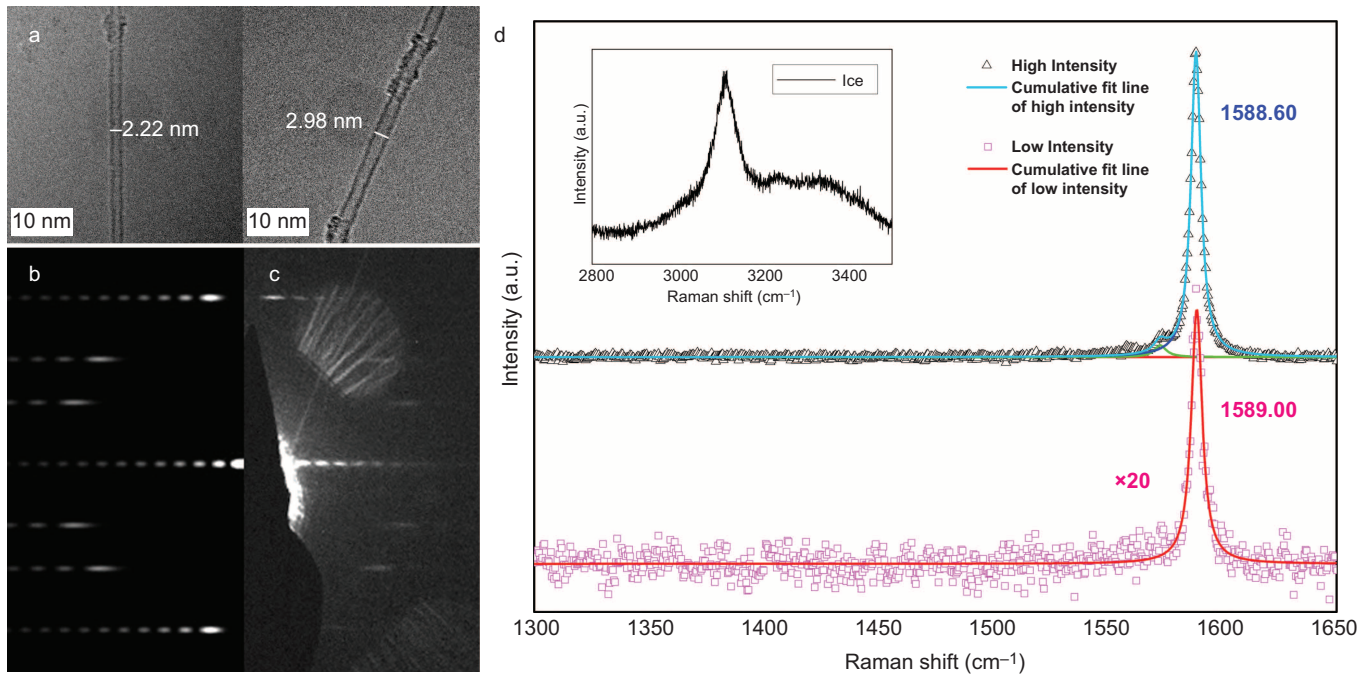 a
2.22 nm
10 nm
2.98 nm
10 nm
b
c
d
Intensity (a.u.)
Ice
2800
3000
3200
3400
Raman shift (cm⁻¹)
High Intensity
Cumulative fit line
of high intensity
Low Intensity
Cumulative fit line
of low intensity
1588.60
1589.00
×20
Intensity (a.u.)
1300
1350
1400
1450
1500
1550
1600
1650
Raman shift (cm⁻¹)